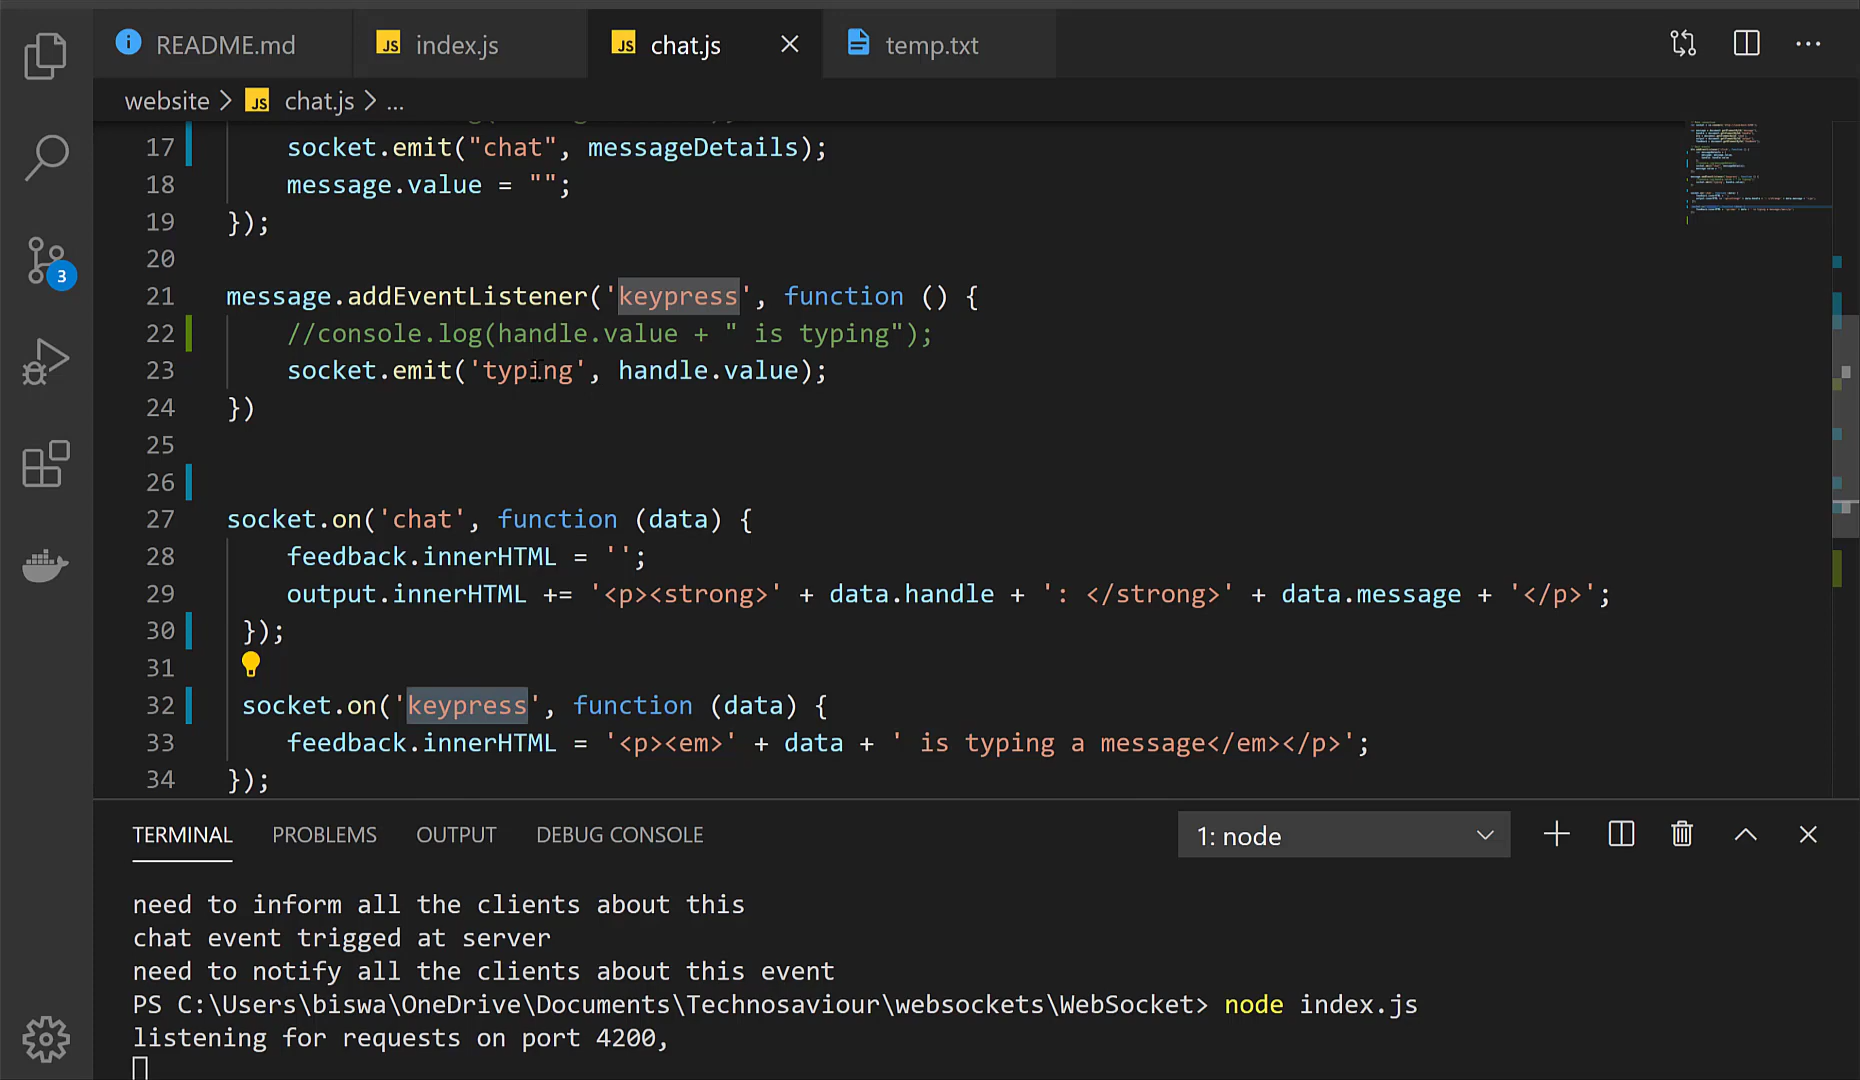 README.md
JS index.js
JS chat.js
temp.txt
website > JS chat.js > ...
17 socket.emit("chat", messageDetails);
18 message.value = "";
19 });
20
21 message.addEventListener('keypress', function () {
22 //console.log(handle.value + " is typing");
23 socket.emit('typing', handle.value);
24 })
25
26
27 socket.on('chat', function (data) {
28 feedback.innerHTML = '';
29 output.innerHTML += '<p><strong>' + data.handle + ': </strong>' + data.message + '</p>';
30 });
31
32 socket.on('keypress', function (data) {
33 feedback.innerHTML = '<p><em>' + data + ' is typing a message</em></p>';
34 });
3
TERMINAL PROBLEMS OUTPUT DEBUG CONSOLE 1: node
need to inform all the clients about this
chat event trigged at server
need to notify all the clients about this event
PS C:\Users\biswa\OneDrive\Documents\Technosaviour\websockets\WebSocket> node index.js
listening for requests on port 4200,